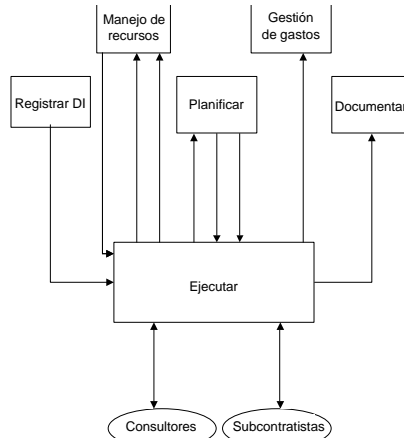 Manejo de
recursos
Gestión
de gastos
Registrar DI
Planificar
Documentar
Ejecutar
Consultores
Subcontratistas